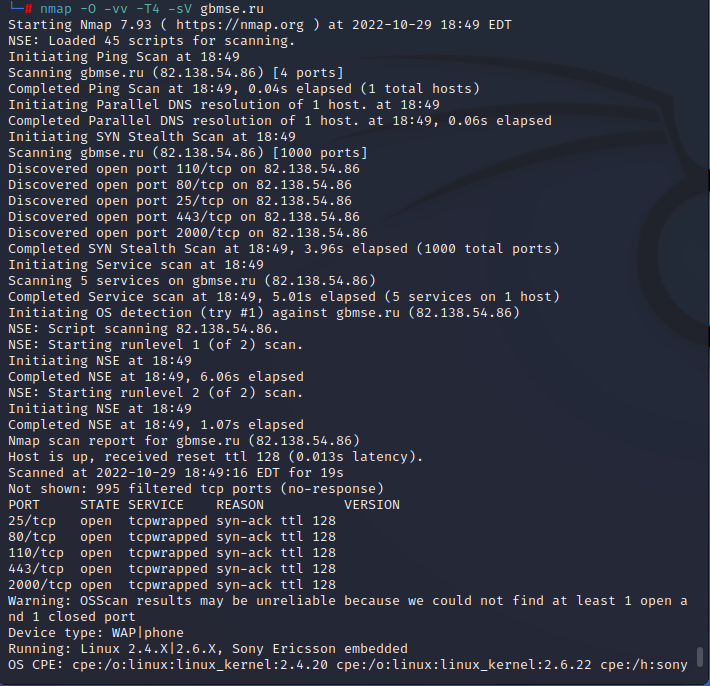 └─# nmap -O -vv -T4 -sV gbmse.ru
Starting Nmap 7.93 ( https://nmap.org ) at 2022-10-29 18:49 EDT
NSE: Loaded 45 scripts for scanning.
Initiating Ping Scan at 18:49
Scanning gbmse.ru (82.138.54.86) [4 ports]
Completed Ping Scan at 18:49, 0.04s elapsed (1 total hosts)
Initiating Parallel DNS resolution of 1 host. at 18:49
Completed Parallel DNS resolution of 1 host. at 18:49, 0.06s elapsed
Initiating SYN Stealth Scan at 18:49
Scanning gbmse.ru (82.138.54.86) [1000 ports]
Discovered open port 110/tcp on 82.138.54.86
Discovered open port 80/tcp on 82.138.54.86
Discovered open port 25/tcp on 82.138.54.86
Discovered open port 443/tcp on 82.138.54.86
Discovered open port 2000/tcp on 82.138.54.86
Completed SYN Stealth Scan at 18:49, 3.96s elapsed (1000 total ports)
Initiating Service scan at 18:49
Scanning 5 services on gbmse.ru (82.138.54.86)
Completed Service scan at 18:49, 5.01s elapsed (5 services on 1 host)
Initiating OS detection (try #1) against gbmse.ru (82.138.54.86)
NSE: Script scanning 82.138.54.86.
NSE: Starting runlevel 1 (of 2) scan.
Initiating NSE at 18:49
Completed NSE at 18:49, 6.06s elapsed
NSE: Starting runlevel 2 (of 2) scan.
Initiating NSE at 18:49
Completed NSE at 18:49, 1.07s elapsed
Nmap scan report for gbmse.ru (82.138.54.86)
Host is up, received reset ttl 128 (0.013s latency).
Scanned at 2022-10-29 18:49:16 EDT for 19s
Not shown: 995 filtered tcp ports (no-response)
PORT     STATE SERVICE    REASON          VERSION
25/tcp   open  tcpwrapped syn-ack ttl 128
80/tcp   open  tcpwrapped syn-ack ttl 128
110/tcp  open  tcpwrapped syn-ack ttl 128
443/tcp  open  tcpwrapped syn-ack ttl 128
2000/tcp open  tcpwrapped syn-ack ttl 128
Warning: OSScan results may be unreliable because we could not find at least 1 open a
nd 1 closed port
Device type: WAP|phone
Running: Linux 2.4.X|2.6.X, Sony Ericsson embedded
OS CPE: cpe:/o:linux:linux_kernel:2.4.20 cpe:/o:linux:linux_kernel:2.6.22 cpe:/h:sony